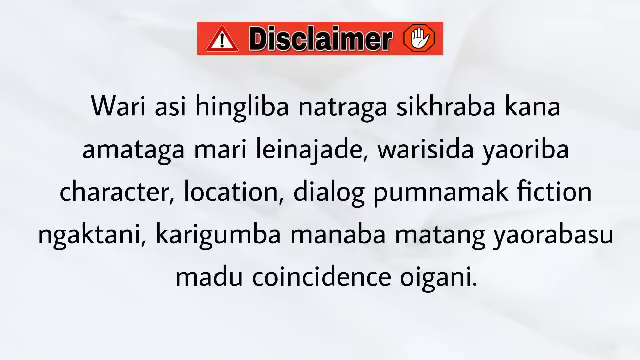 Disclaimer
Wari asi hingliba natraga sikhraba kana
amataga mari leinajade, warisida yaoriba
character, location, dialog pumnamak fiction
ngaktani, karigumba manaba matang yaorabasu
madu coincidence oigani.